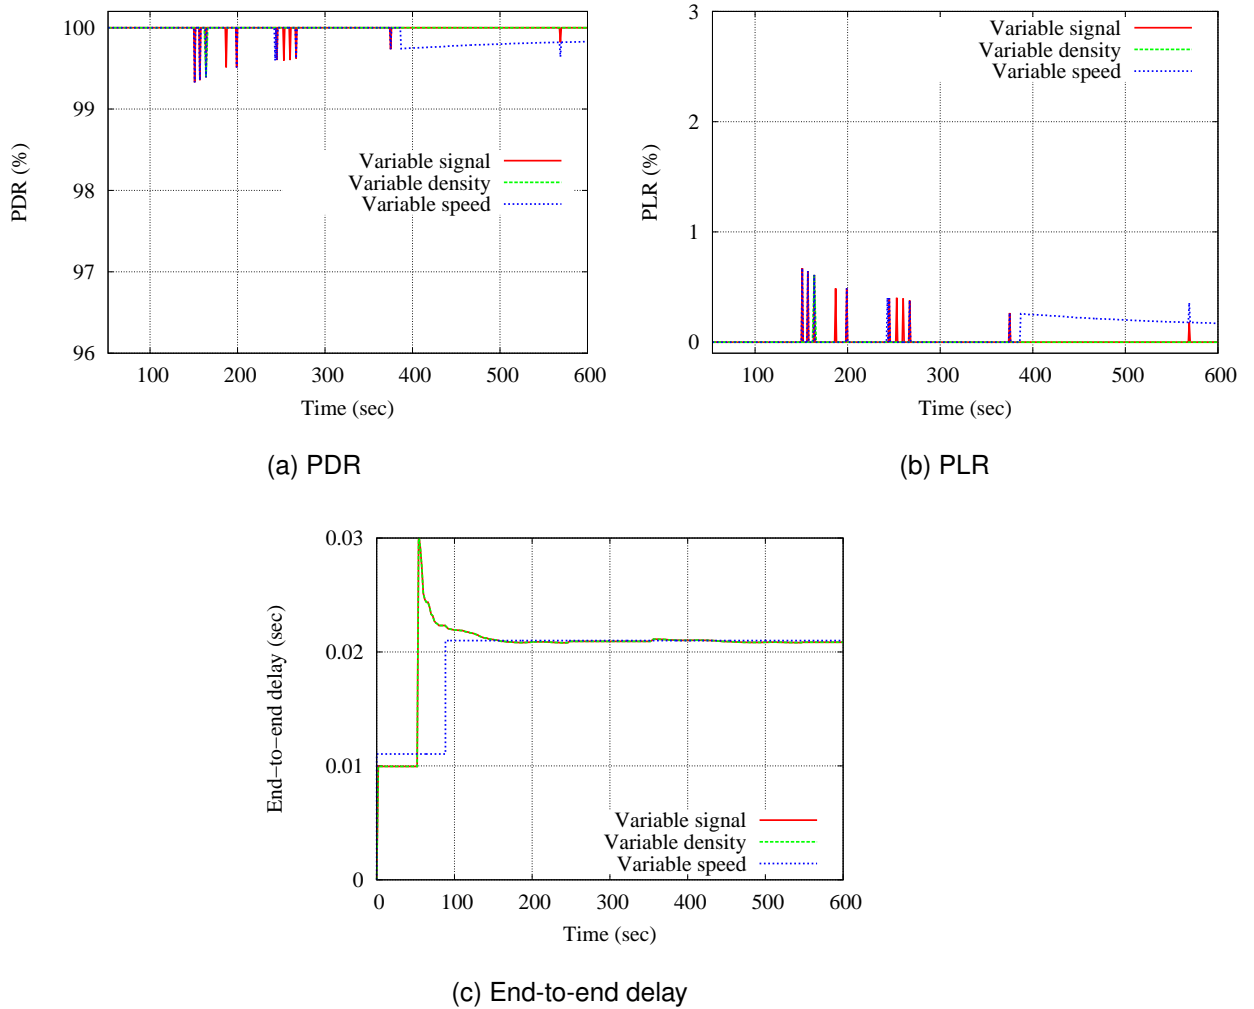 100
99
98
97
96
PDR (%)
Variable signal
Variable density
Variable speed
100 200 300 400 500 600
Time (sec)
(a) PDR
3
2
1
0
PLR (%)
Variable signal
Variable density
Variable speed
100 200 300 400 500 600
Time (sec)
(b) PLR
0.03
0.02
0.01
0
End−to−end delay (sec)
Variable signal
Variable density
Variable speed
0 100 200 300 400 500 600
Time (sec)
(c) End-to-end delay